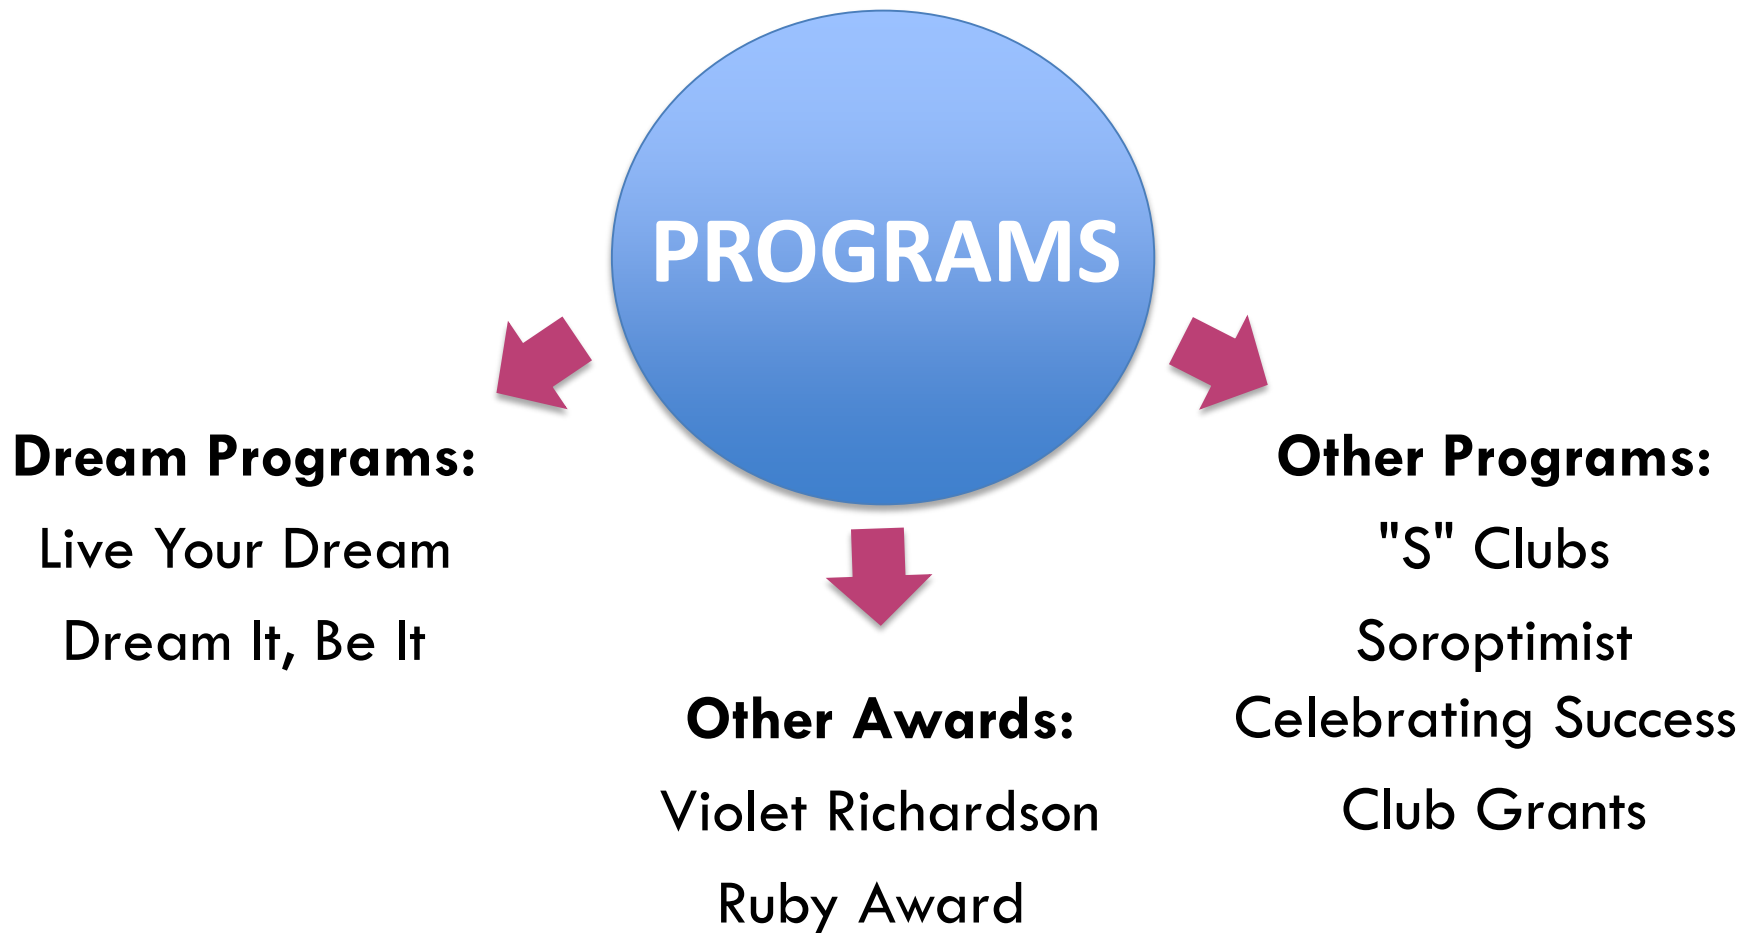 PROGRAMS
Dream Programs:
Live Your Dream
Dream It, Be It
Other Awards:
Violet Richardson
Ruby Award
Other Programs:
"S" Clubs
Soroptimist
Celebrating Success
Club Grants